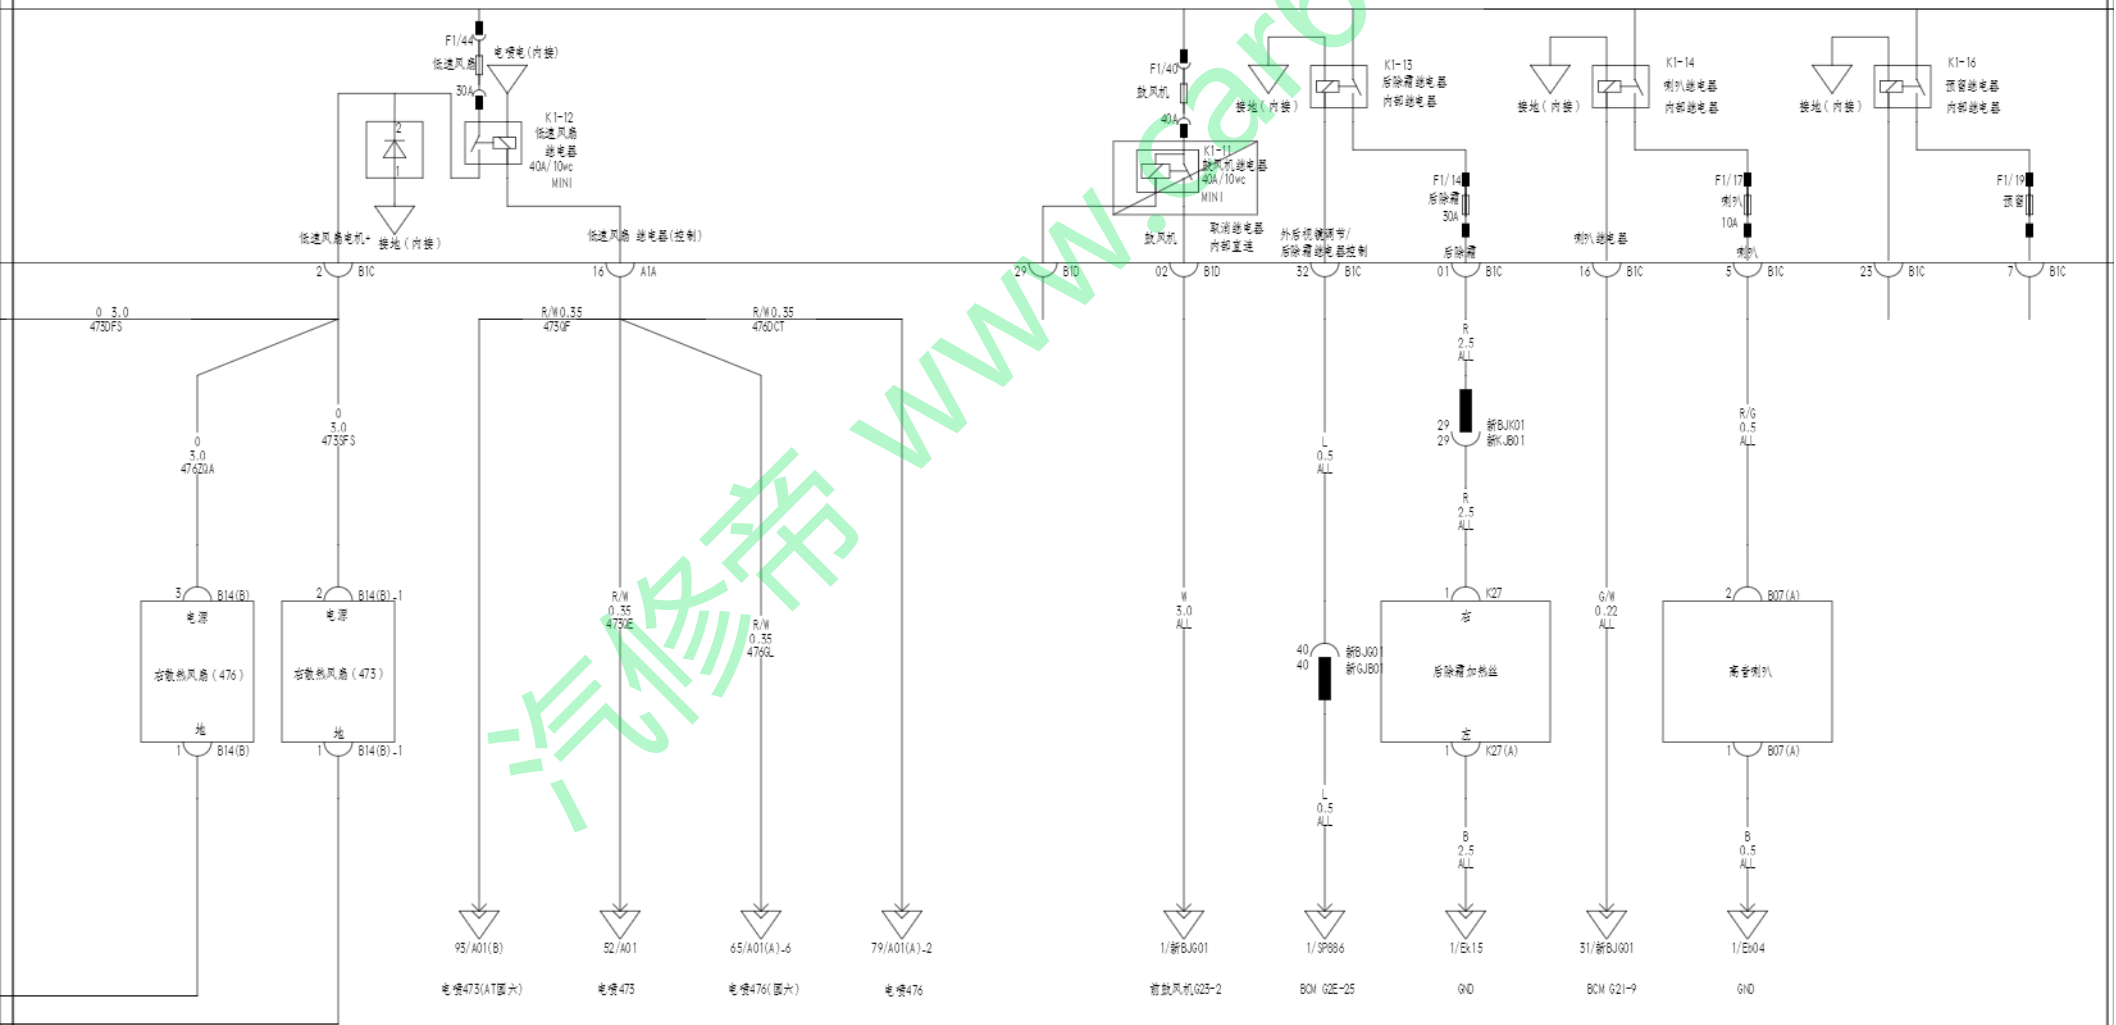 F1/44
低速风扇
30A
电喷电(内接)
K1-12
低速风扇
继电器
40A/10wc
MINI
2
1
低速风扇电机+
接地(内接)
低速风扇 继电器(控制)
F1/40
鼓风机
40A
K1-11
鼓风机继电器
40A/10wc
MINI
取消继电器
内部直连
鼓风机
接地(内接)
K1-13
后除霜继电器
内部继电器
外后视镜调节/
后除霜继电器控制
F1/14
后除霜
30A
后除霜
接地(内接)
K1-14
喇叭继电器
内部继电器
喇叭继电器
F1/17
喇叭
10A
喇叭
接地(内接)
K1-16
预留继电器
内部继电器
F1/19
预留
2 B1C
16 A1A
29 B1D
02 B1D
32 B1C
01 B1C
16 B1C
5 B1C
23 B1C
7 B1C
O 3.0
473DFS
R/W0.35
473QF
R/W0.35
476DCT
O
3.0
476ZQA
O
3.0
473SFS
R
2.5
ALL
29 新BJK01
29 新KJB01
R
2.5
ALL
L
0.5
ALL
R/G
0.5
ALL
R/W
0.35
473QE
R/W
0.35
476GL
W
3.0
ALL
G/W
0.22
ALL
40 新BJG01
40 新GJB01
3 B14(B)
电源
右散热风扇(476)
地
1 B14(B)
2 B14(B)-1
电源
右散热风扇(473)
地
1 B14(B)-1
1 K27
右
后除霜加热丝
左
1 K27(A)
2 B07(A)
高音喇叭
1 B07(A)
L
0.5
ALL
B
2.5
ALL
B
0.5
ALL
93/A01(B)
52/A01
65/A01(A)-6
79/A01(A)-2
1/新BJG01
1/SP886
1/Ek15
31/新BJG01
1/Eb04
电喷473(AT国六)
电喷473
电喷476(国六)
电喷476
前鼓风机G23-2
BCM G2E-25
GND
BCM G2I-9
GND
汽修帝 www.car6